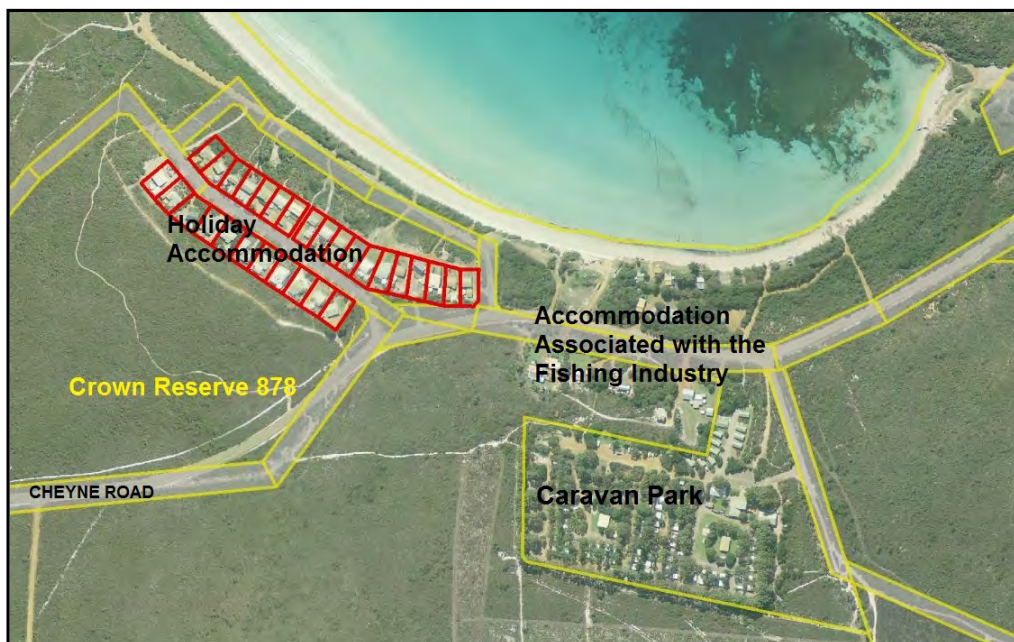 Holiday
Accommodation
Accommodation
Associated with the
Fishing Industry
Crown Reserve 878
CHEYNE ROAD
Caravan Park